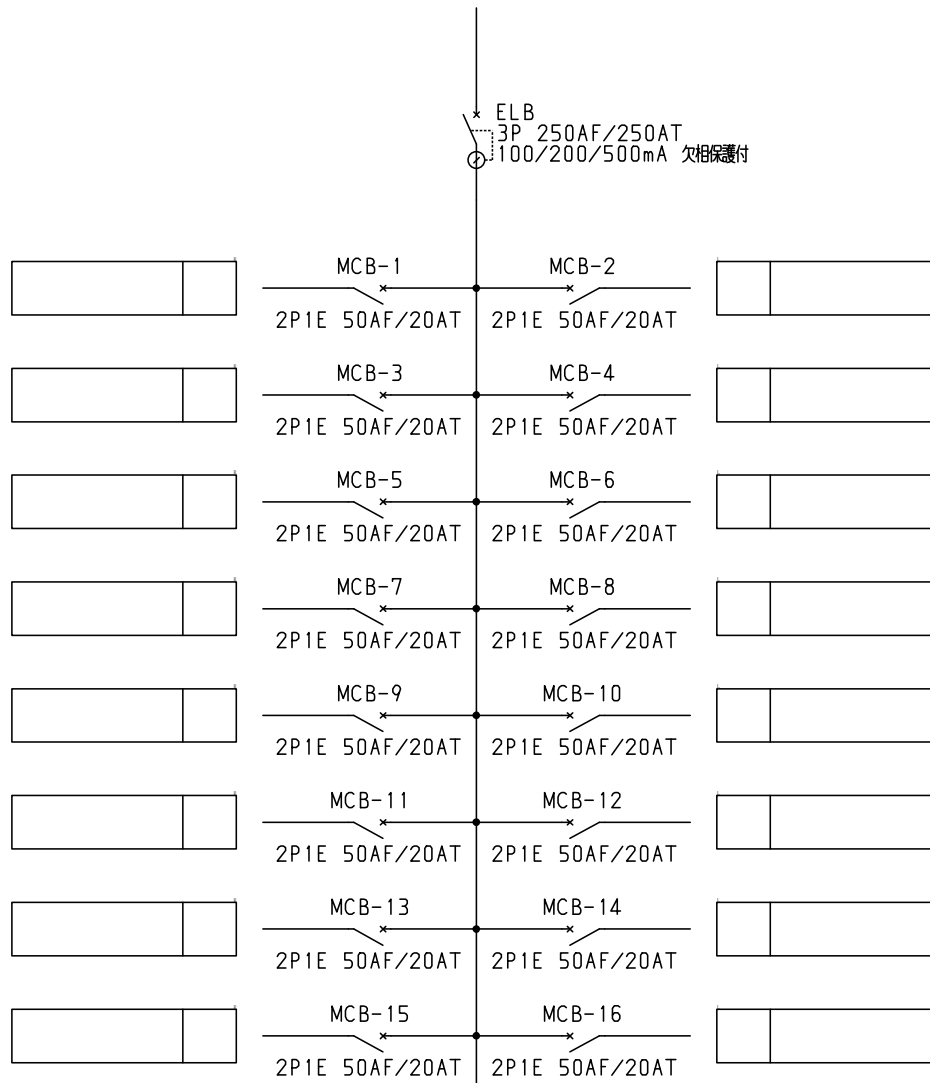 ELB
3P 250AF/250AT
100/200/500mA 欠相保護付
MCB-1 MCB-2
2P1E 50AF/20AT 2P1E 50AF/20AT
MCB-3 MCB-4
2P1E 50AF/20AT 2P1E 50AF/20AT
MCB-5 MCB-6
2P1E 50AF/20AT 2P1E 50AF/20AT
MCB-7 MCB-8
2P1E 50AF/20AT 2P1E 50AF/20AT
MCB-9 MCB-10
2P1E 50AF/20AT 2P1E 50AF/20AT
MCB-11 MCB-12
2P1E 50AF/20AT 2P1E 50AF/20AT
MCB-13 MCB-14
2P1E 50AF/20AT 2P1E 50AF/20AT
MCB-15 MCB-16
2P1E 50AF/20AT 2P1E 50AF/20AT